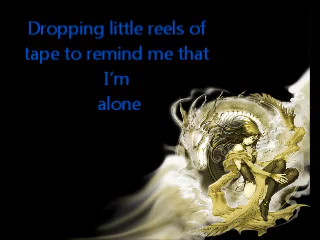 Dropping little reels of
tape to remind me that
I'm
alone